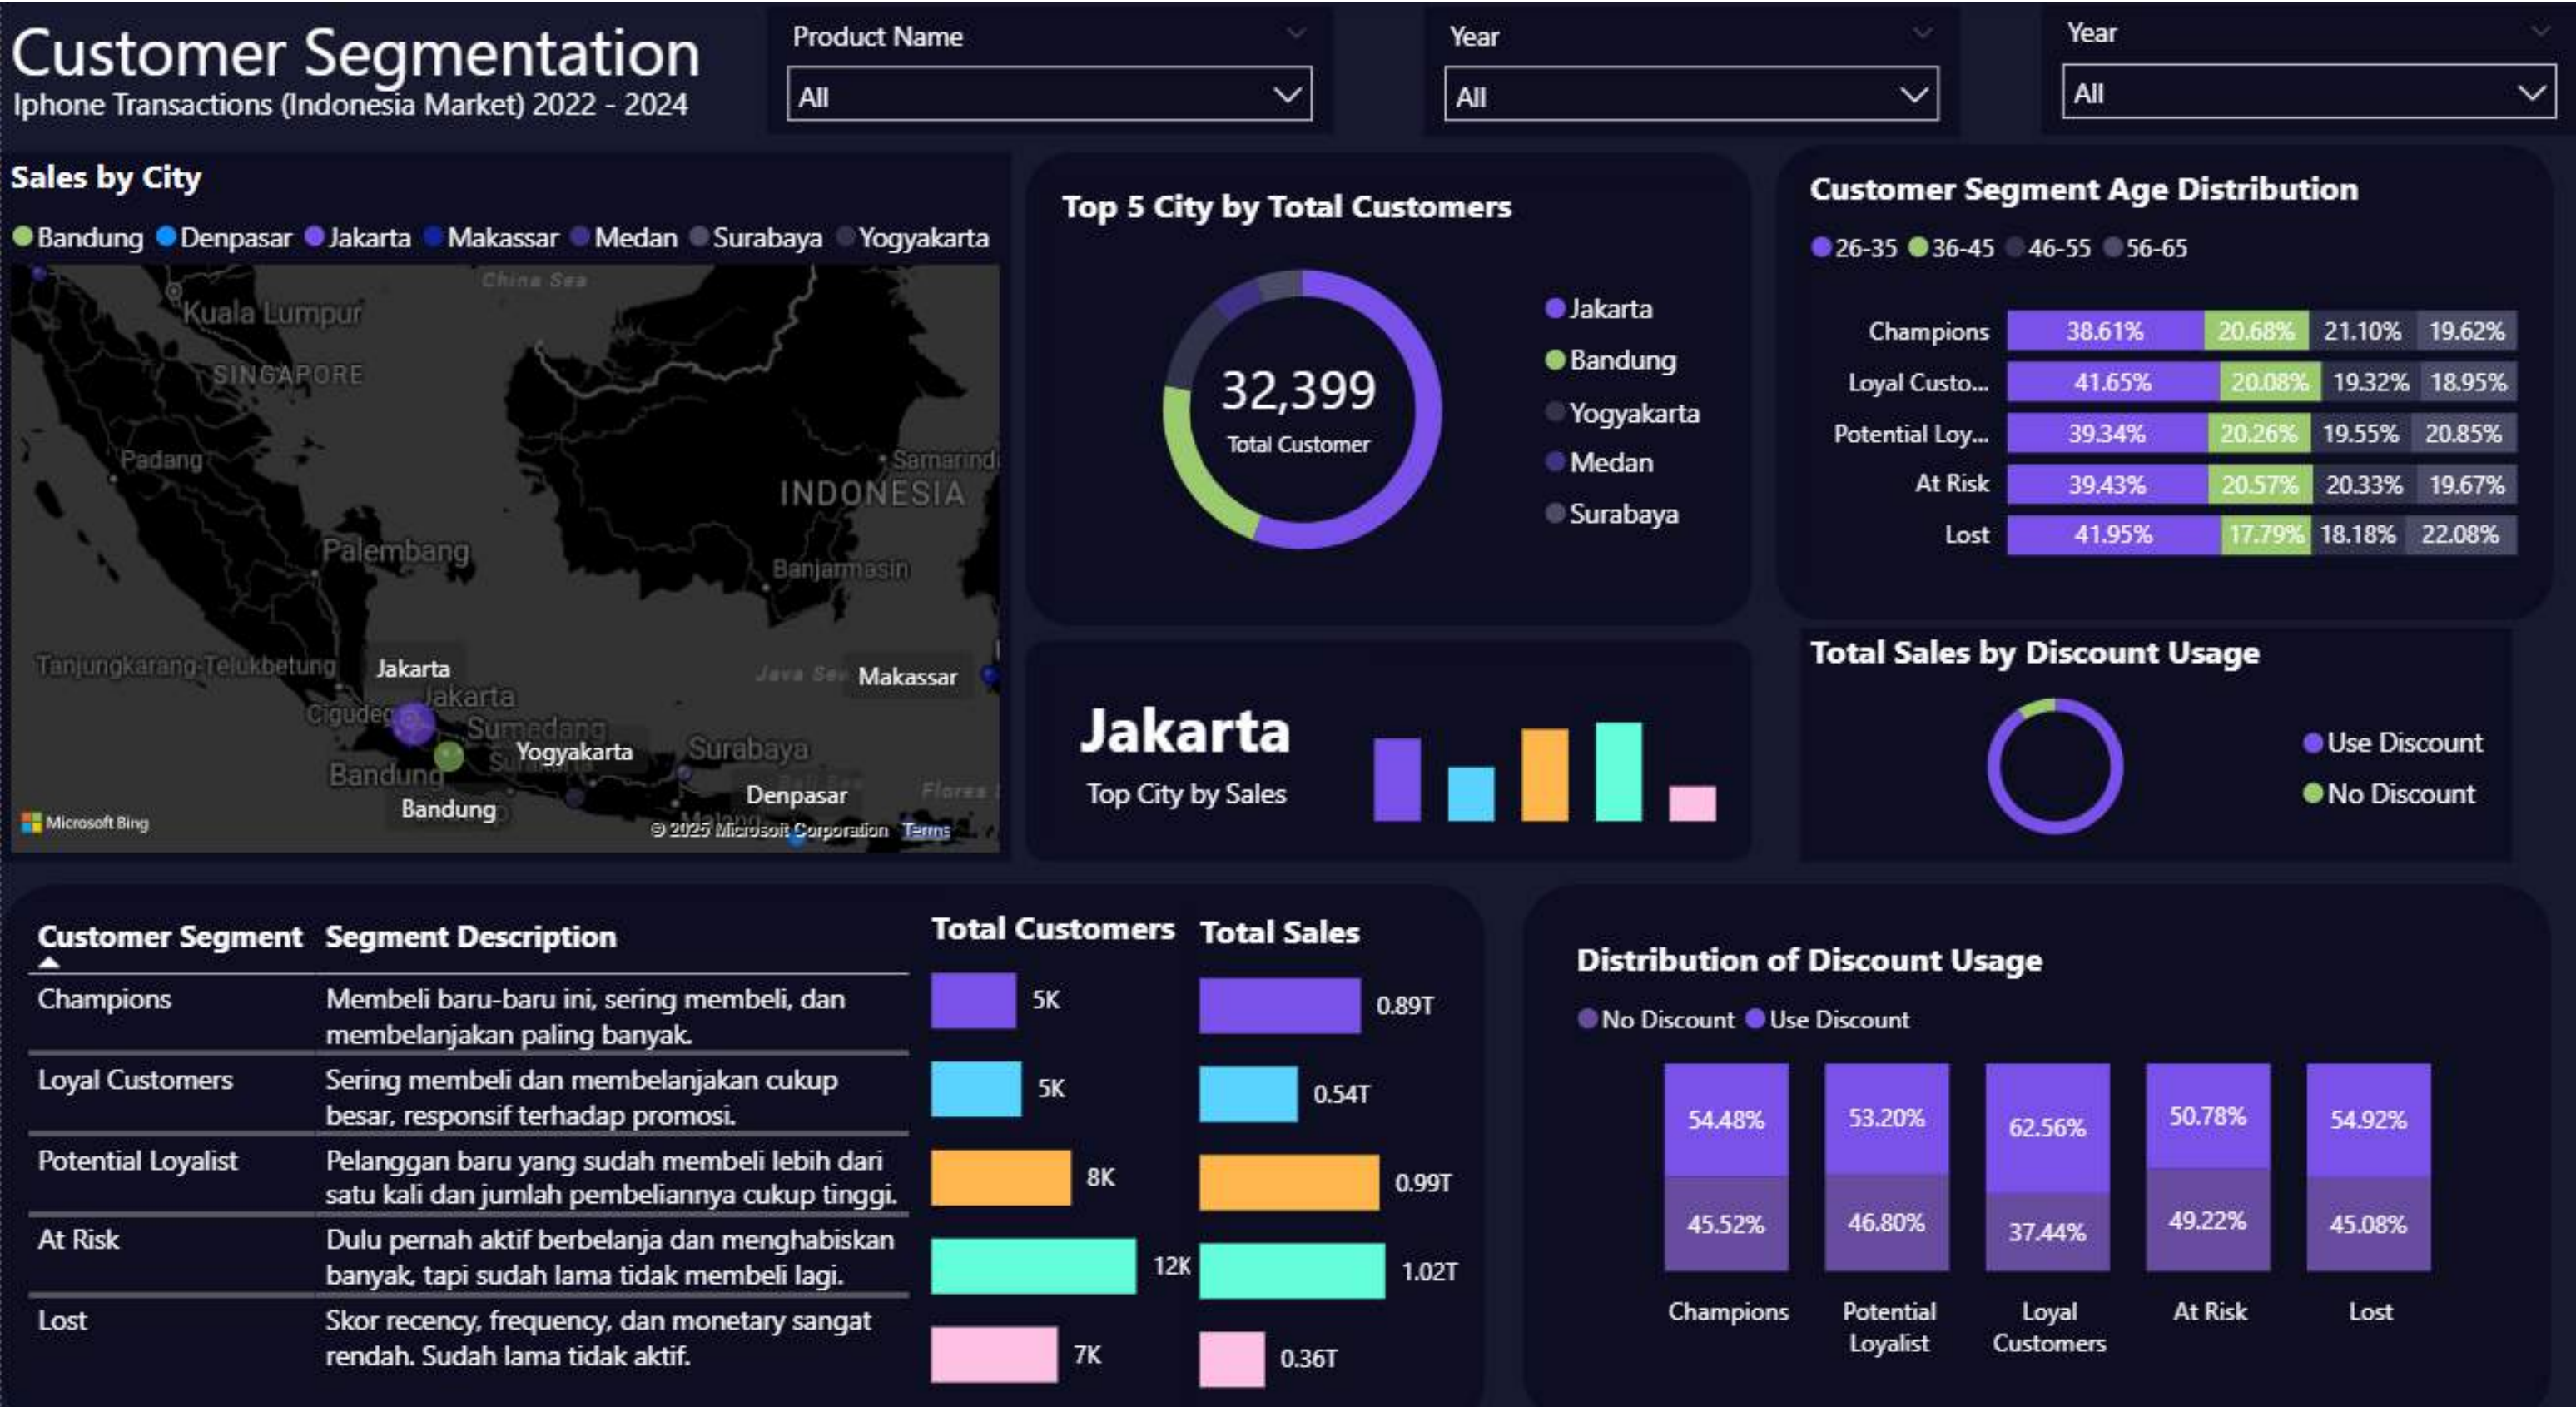 Customer Segmentation
Iphone Transactions (Indonesia Market) 2022 - 2024
Product Name
All
Year
All
Year
All
Sales by City
Bandung Denpasar Jakarta Makassar Medan Surabaya Yogyakarta
China Sea
Kuala Lumpur
SINGAPORE
Padang
Samarind
INDONESIA
Palembang
Banjarmasin
Tanjungkarang-Telukbetung
Jakarta
Java Se
Makassar
Jakarta
Cigudeg
Sumedang
Yogyakarta
Surabaya
Bandung
Denpasar
Flores
Bandung
Malang
Microsoft Bing
© 2025 Microsoft Corporation Terms
Top 5 City by Total Customers
32,399
Total Customer
Jakarta
Bandung
Yogyakarta
Medan
Surabaya
Customer Segment Age Distribution
26-35 36-45 46-55 56-65
Champions 38.61% 20.68% 21.10% 19.62%
Loyal Custo... 41.65% 20.08% 19.32% 18.95%
Potential Loy... 39.34% 20.26% 19.55% 20.85%
At Risk 39.43% 20.57% 20.33% 19.67%
Lost 41.95% 17.79% 18.18% 22.08%
Jakarta
Top City by Sales
Total Sales by Discount Usage
Use Discount
No Discount
Customer Segment Segment Description Total Customers Total Sales
Champions Membeli baru-baru ini, sering membeli, dan
membelanjakan paling banyak.
5K 0.89T
Loyal Customers Sering membeli dan membelanjakan cukup
besar, responsif terhadap promosi.
5K 0.54T
Potential Loyalist Pelanggan baru yang sudah membeli lebih dari
satu kali dan jumlah pembeliannya cukup tinggi.
8K 0.99T
At Risk Dulu pernah aktif berbelanja dan menghabiskan
banyak, tapi sudah lama tidak membeli lagi.
12K 1.02T
Lost Skor recency, frequency, dan monetary sangat
rendah. Sudah lama tidak aktif.
7K 0.36T
Distribution of Discount Usage
No Discount Use Discount
54.48% 53.20% 62.56% 50.78% 54.92%
45.52% 46.80% 37.44% 49.22% 45.08%
Champions Potential Loyal At Risk Lost
Loyalist Customers